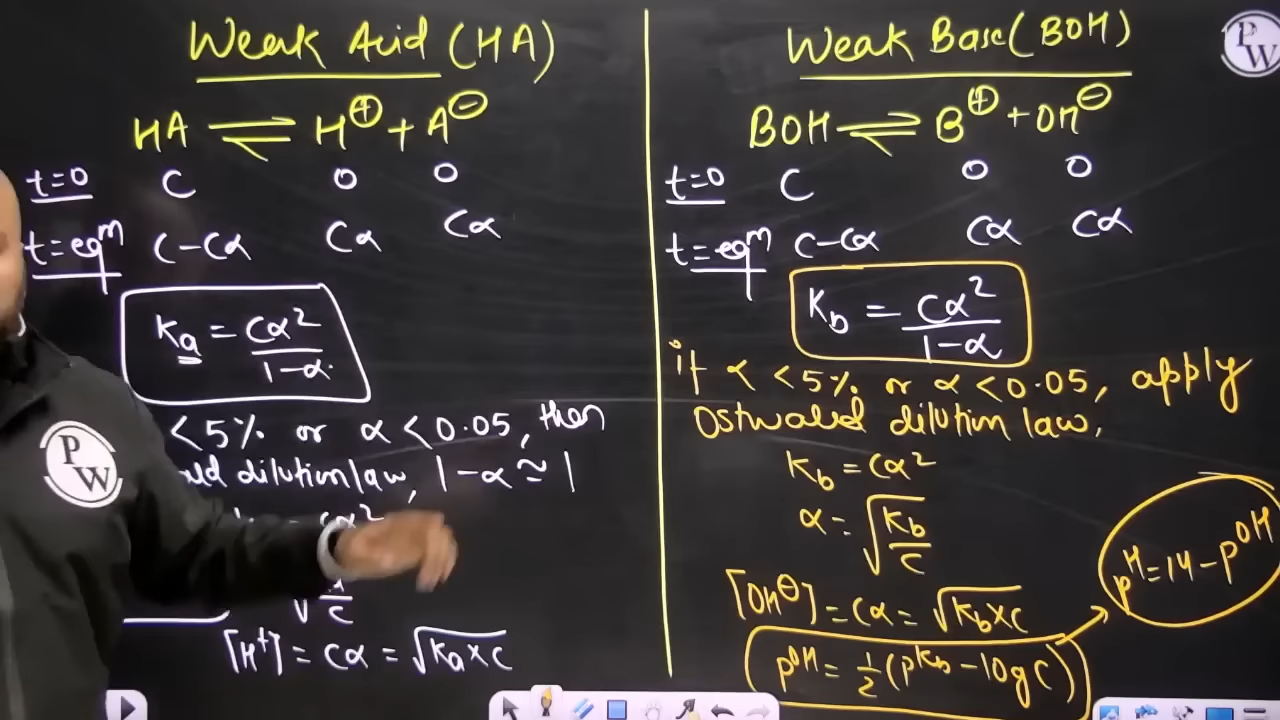 Weak Acid (HA)
HA ⇌ H⊕ + A⊖
t=0 C 0 0
t=eqm C-Cα Cα Cα
Ka = Cα²/1-α
<5% or α<0.05, then
dilution law, 1-α≈1
Cα²
C
[H⁺] = Cα = √Ka×C
Weak Base (BOH)
BOH ⇌ B⊕ + OH⊖
t=0 C 0 0
t=eqm C-Cα Cα Cα
Kb = Cα²/1-α
if α<5% or α<0.05, apply
Ostwald dilution law,
Kb = Cα²
α = √Kb/C
[OH⊖] = Cα = √Kb×C
pOH = 1/2 (pKb - log C)
pH = 14 - pOH
PW
PW